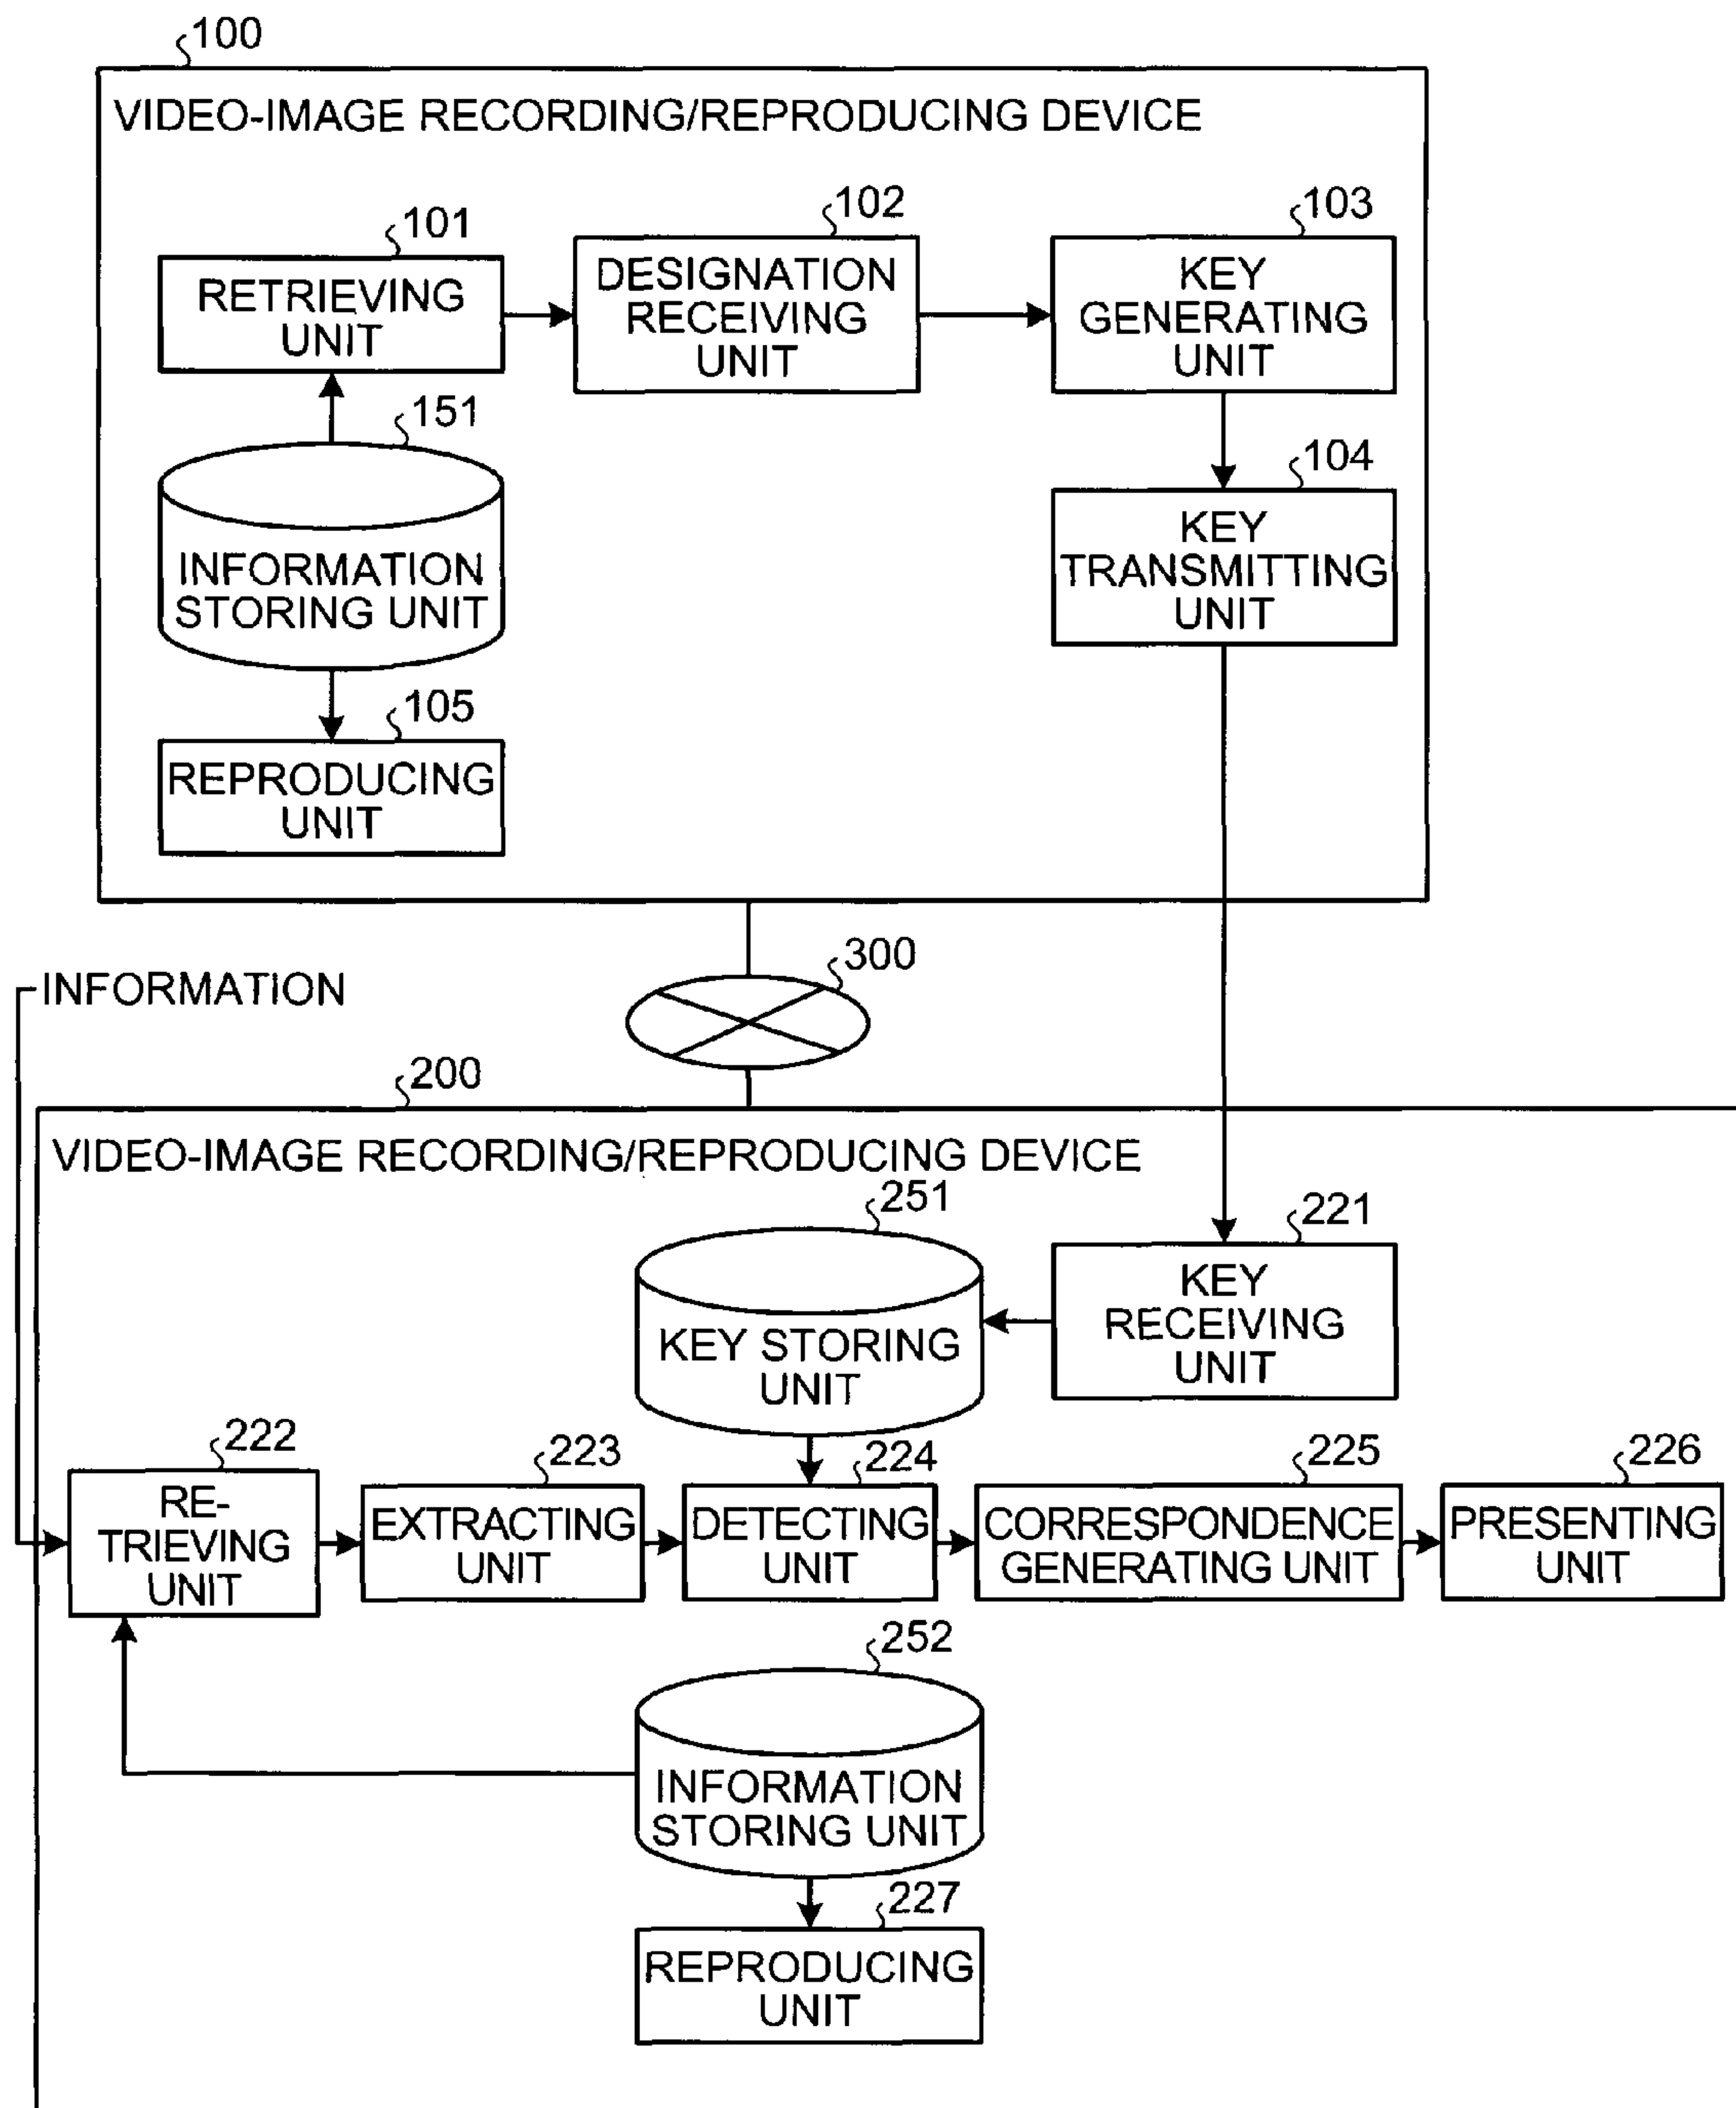 100
VIDEO-IMAGE RECORDING/REPRODUCING DEVICE
101
RETRIEVING
UNIT
102
DESIGNATION
RECEIVING
UNIT
103
KEY
GENERATING
UNIT
151
INFORMATION
STORING UNIT
104
KEY
TRANSMITTING
UNIT
105
REPRODUCING
UNIT
300
INFORMATION
200
VIDEO-IMAGE RECORDING/REPRODUCING DEVICE
251
KEY STORING
UNIT
221
KEY
RECEIVING
UNIT
222
RE-
TRIEVING
UNIT
223
EXTRACTING
UNIT
224
DETECTING
UNIT
225
CORRESPONDENCE
GENERATING UNIT
226
PRESENTING
UNIT
252
INFORMATION
STORING UNIT
227
REPRODUCING
UNIT